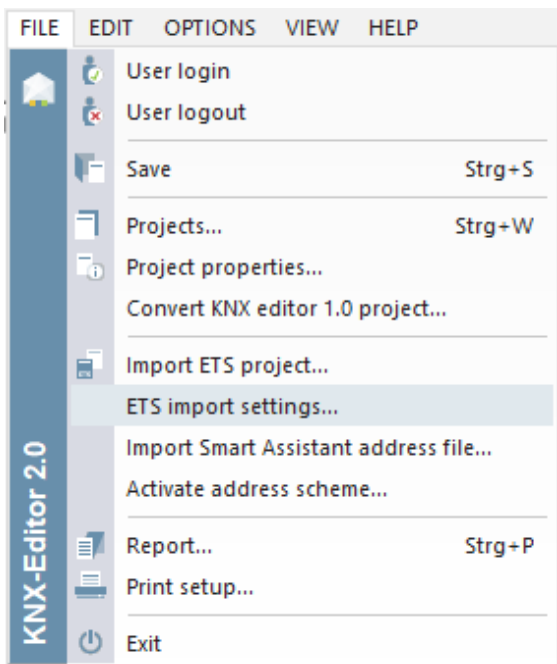 FILE EDIT OPTIONS VIEW HELP
User login
User logout
Save Strg+S
Projects... Strg+W
Project properties...
Convert KNX editor 1.0 project...
Import ETS project...
ETS import settings...
Import Smart Assistant address file...
Activate address scheme...
Report... Strg+P
Print setup...
Exit
KNX-Editor 2.0